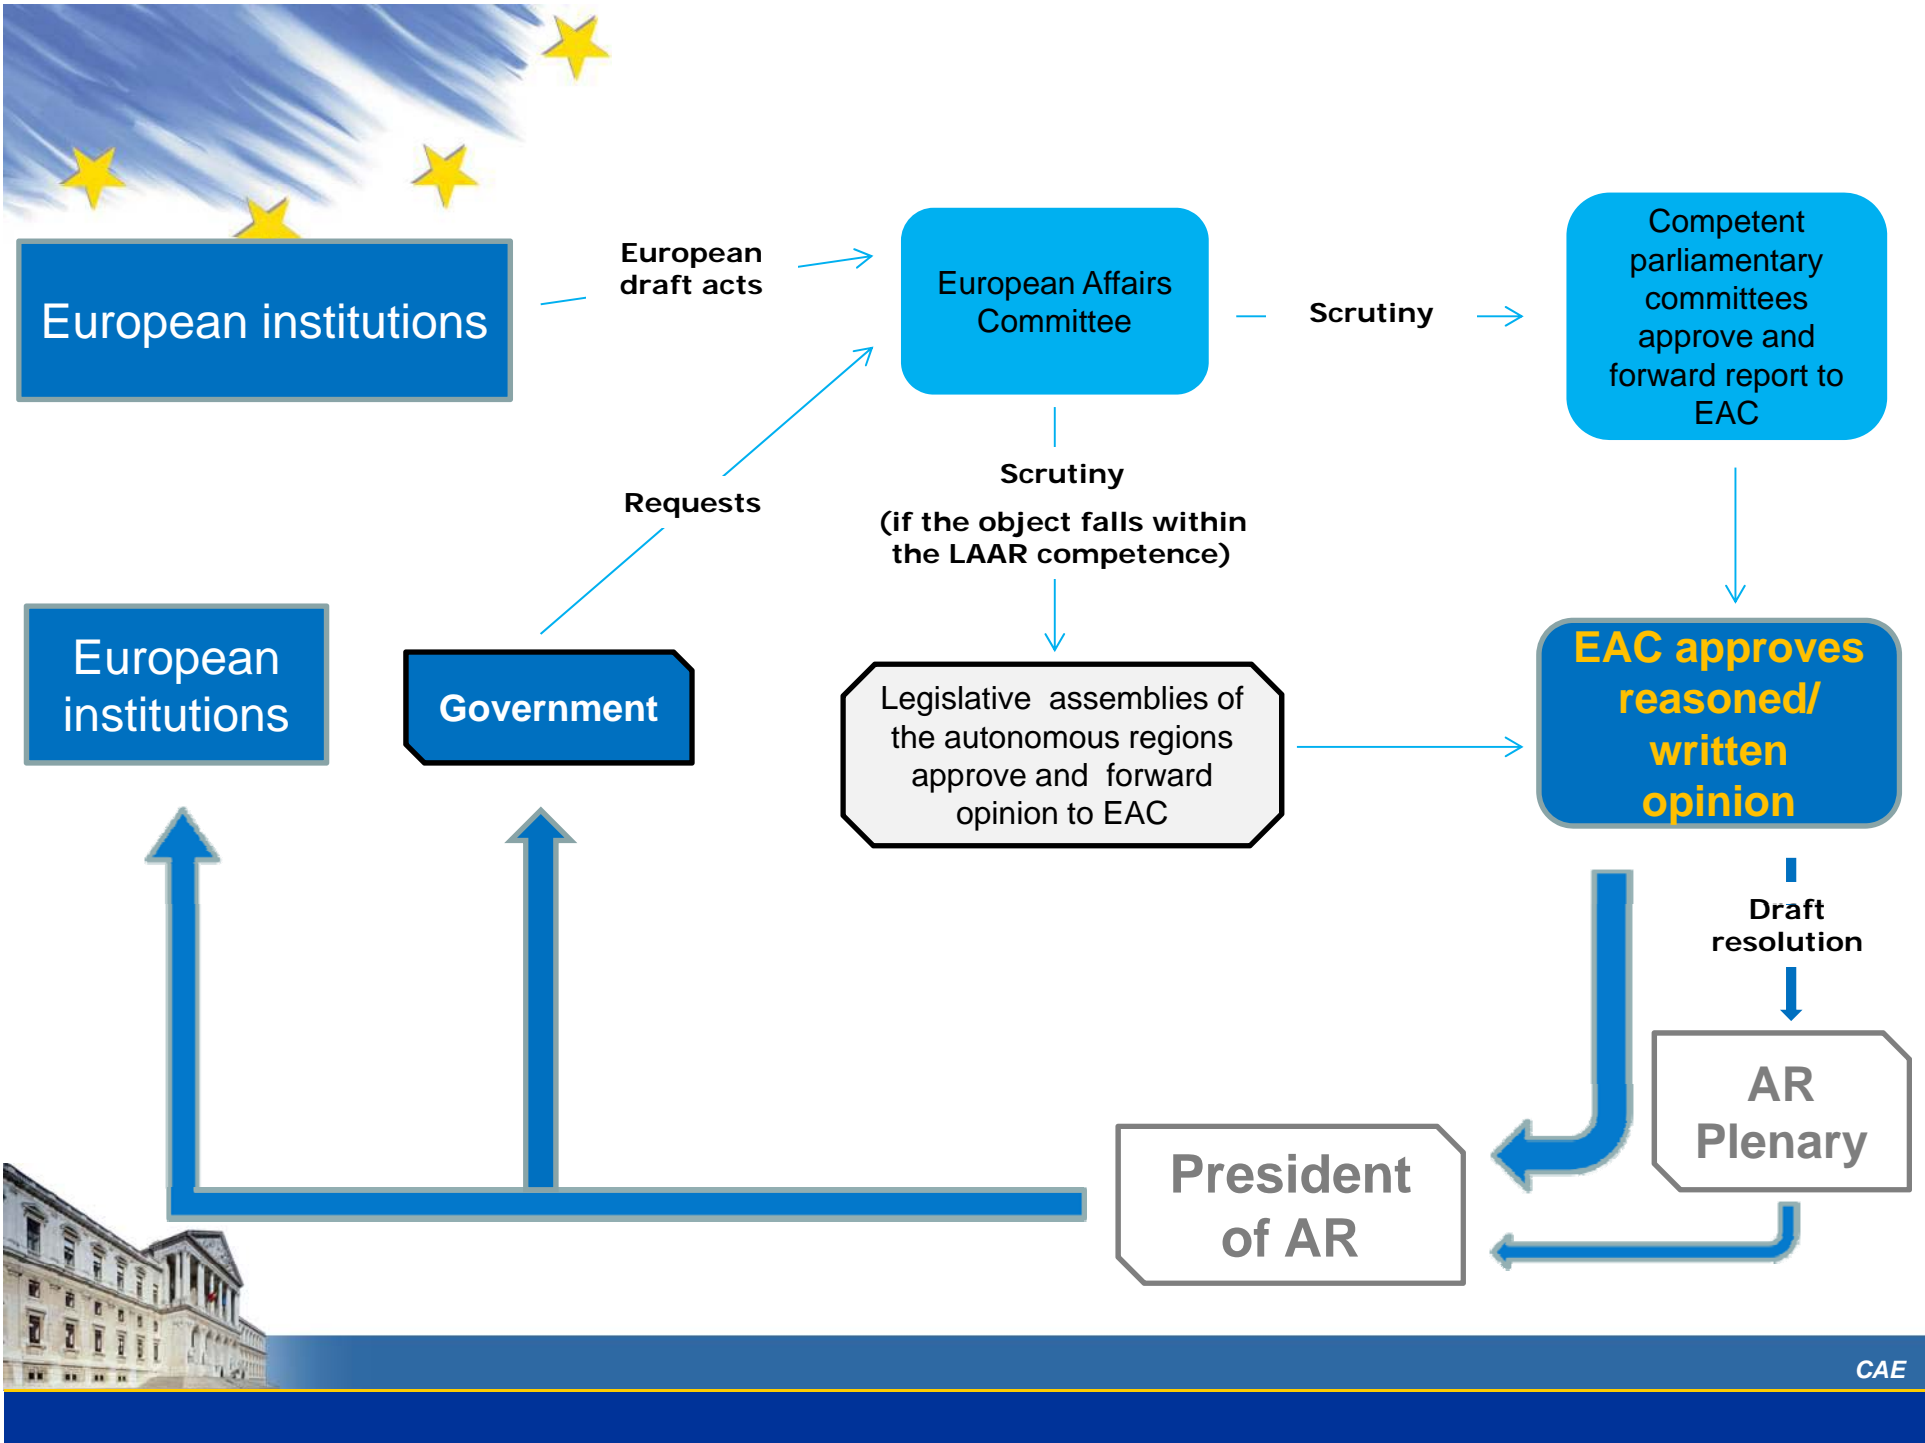 European institutions
European
draft acts
European Affairs
Committee
Scrutiny
Competent
parliamentary
committees
approve and
forward report to
EAC
Requests
Scrutiny
(if the object falls within
the LAAR competence)
European
institutions
Government
Legislative assemblies of
the autonomous regions
approve and forward
opinion to EAC
EAC approves
reasoned/
written
opinion
Draft
resolution
AR
Plenary
President
of AR
CAE